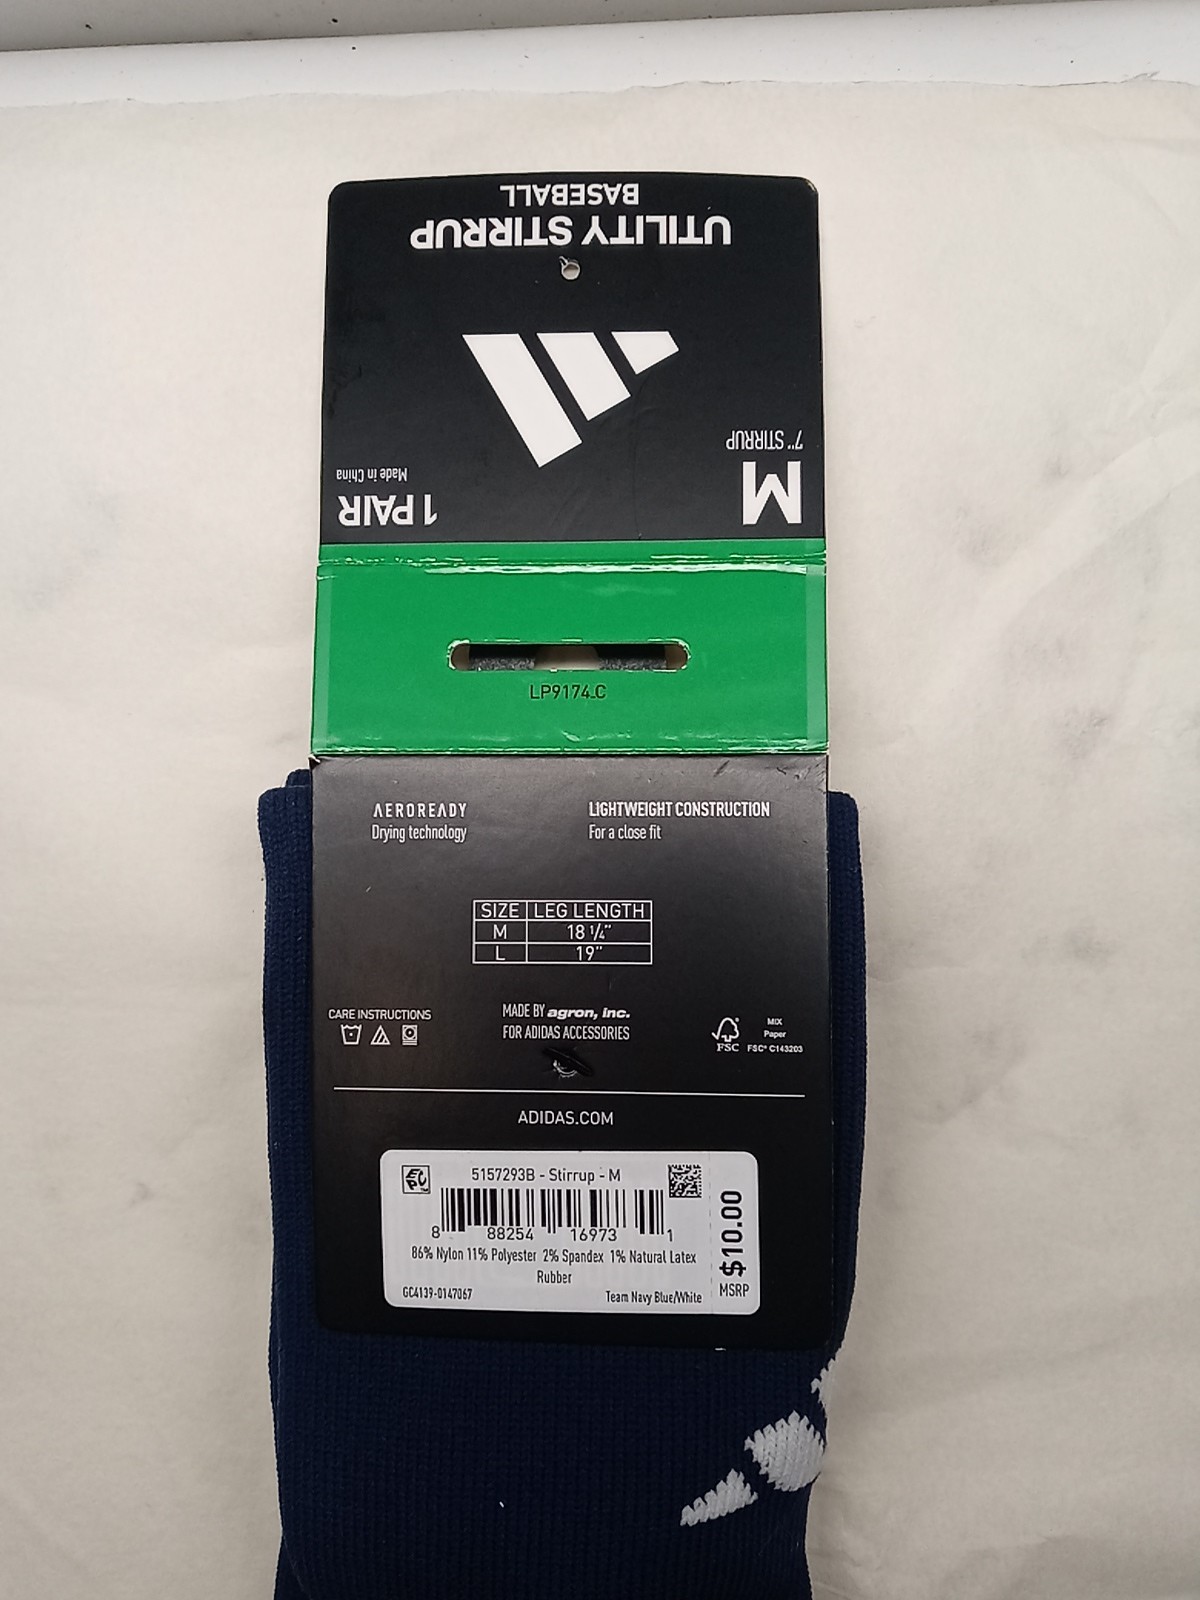 UTILITY STIRRUP
BASEBALL
M
7" STIRRUP
1 PAIR
Made in China
LP9174.C
AEROREADY
Drying technology
LIGHTWEIGHT CONSTRUCTION
For a close fit
SIZE LEG LENGTH
M 18 1/4"
L 19"
CARE INSTRUCTIONS
MADE BY agron, inc.
FOR ADIDAS ACCESSORIES
FSC
MIX
Paper
FSC® C143203
ADIDAS.COM
5157293B - Stirrup - M
8 88254 16973 1
86% Nylon 11% Polyester 2% Spandex 1% Natural Latex
Rubber
GC4139-0147067
Team Navy Blue/White
$10.00
MSRP